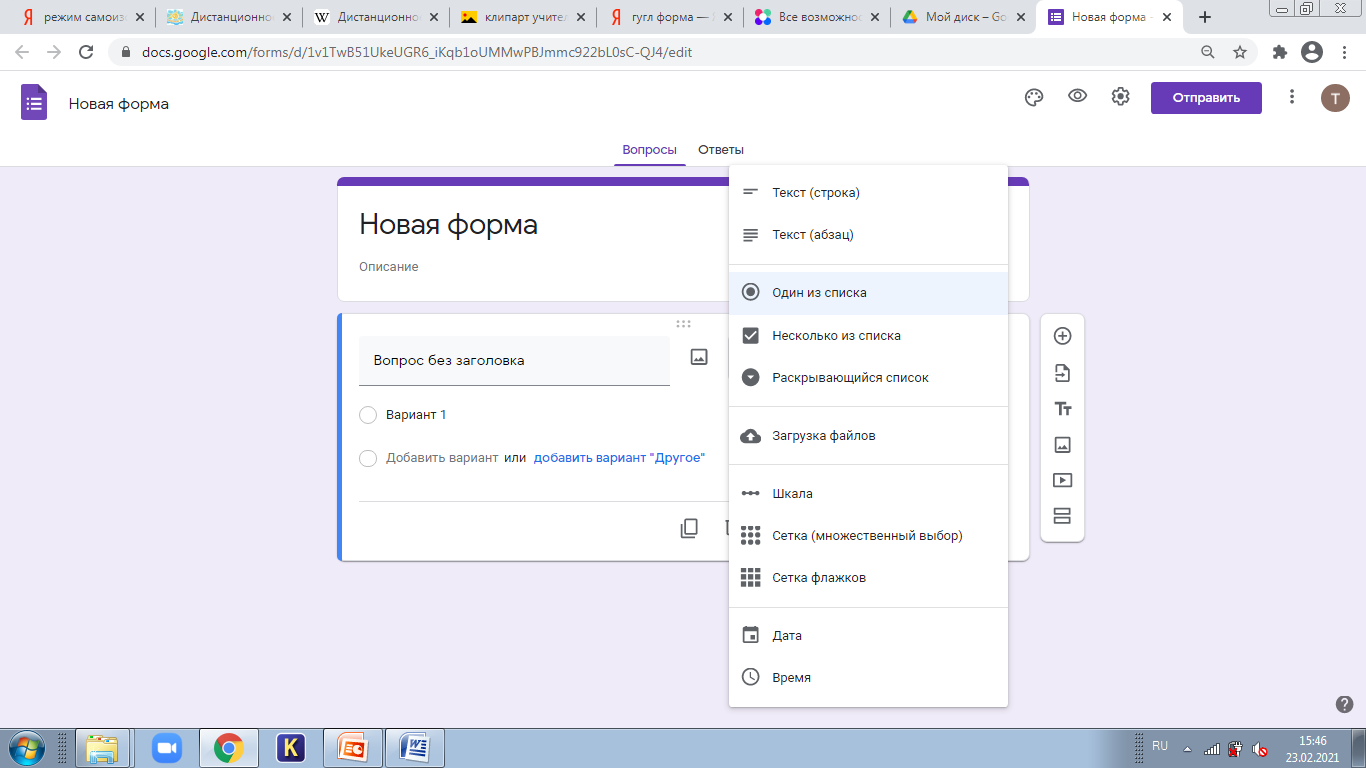 режим самоиз
Дистанционно
Дистанционно
клипарт учител
гугл форма —
Все возможнос
Мой диск – Go
Новая форма -
docs.google.com/forms/d/1v1TwB51UkeUGR6_iKqb1oUMMwPBJmmc922bL0sC-QJ4/edit
Новая форма
Отправить
T
Вопросы
Ответы
Новая форма
Описание
Вопрос без заголовка
Вариант 1
Добавить вариант или добавить вариант "Другое"
Текст (строка)
Текст (абзац)
Один из списка
Несколько из списка
Раскрывающийся список
Загрузка файлов
Шкала
Сетка (множественный выбор)
Сетка флажков
Дата
Время
RU
15:46
23.02.2021